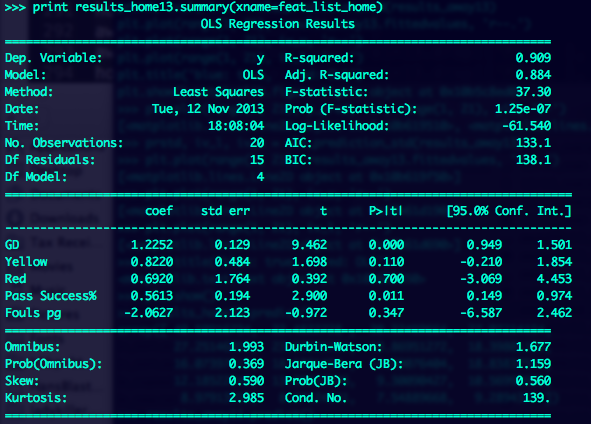 >>> print results_home13.summary(xname=feat_list_home)
OLS Regression Results
Dep. Variable: y R-squared: 0.909
Model: OLS Adj. R-squared: 0.884
Method: Least Squares F-statistic: 37.30
Date: Tue, 12 Nov 2013 Prob (F-statistic): 1.25e-07
Time: 18:08:04 Log-Likelihood: -61.540
No. Observations: 20 AIC: 133.1
Df Residuals: 15 BIC: 138.1
Df Model: 4
coef std err t P>|t| [95.0% Conf. Int.]
GD 1.2252 0.129 9.462 0.000 0.949 1.501
Yellow 0.8220 0.484 1.698 0.110 -0.210 1.854
Red 0.6920 1.764 0.392 0.700 -3.069 4.453
Pass Success% 0.5613 0.194 2.900 0.011 0.149 0.974
Fouls pg -2.0627 2.123 -0.972 0.347 -6.587 2.462
Omnibus: 1.993 Durbin-Watson: 1.677
Prob(Omnibus): 0.369 Jarque-Bera (JB): 1.159
Skew: 0.590 Prob(JB): 0.560
Kurtosis: 2.985 Cond. No. 139.